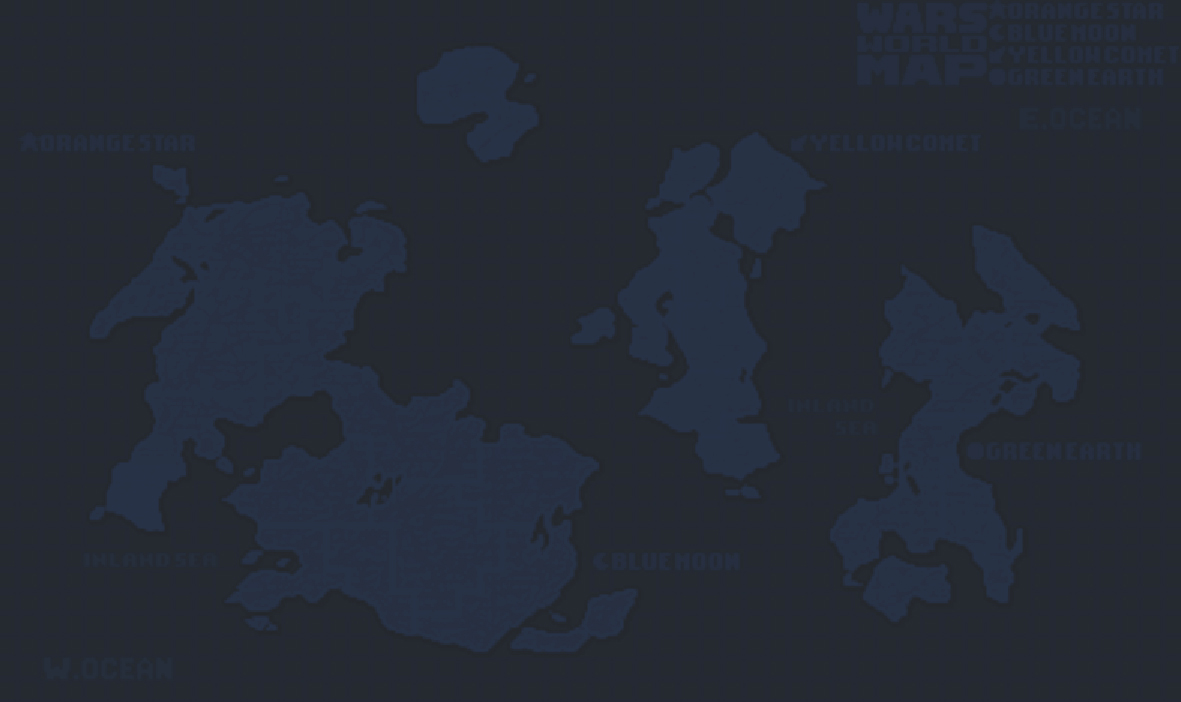 WARS
WORLD
MAP
ORANGE STAR
BLUE MOON
YELLOW COMET
GREEN EARTH
E.OCEAN
ORANGE STAR
YELLOW COMET
INLAND
SEA
GREEN EARTH
INLAND SEA
BLUE MOON
W.OCEAN